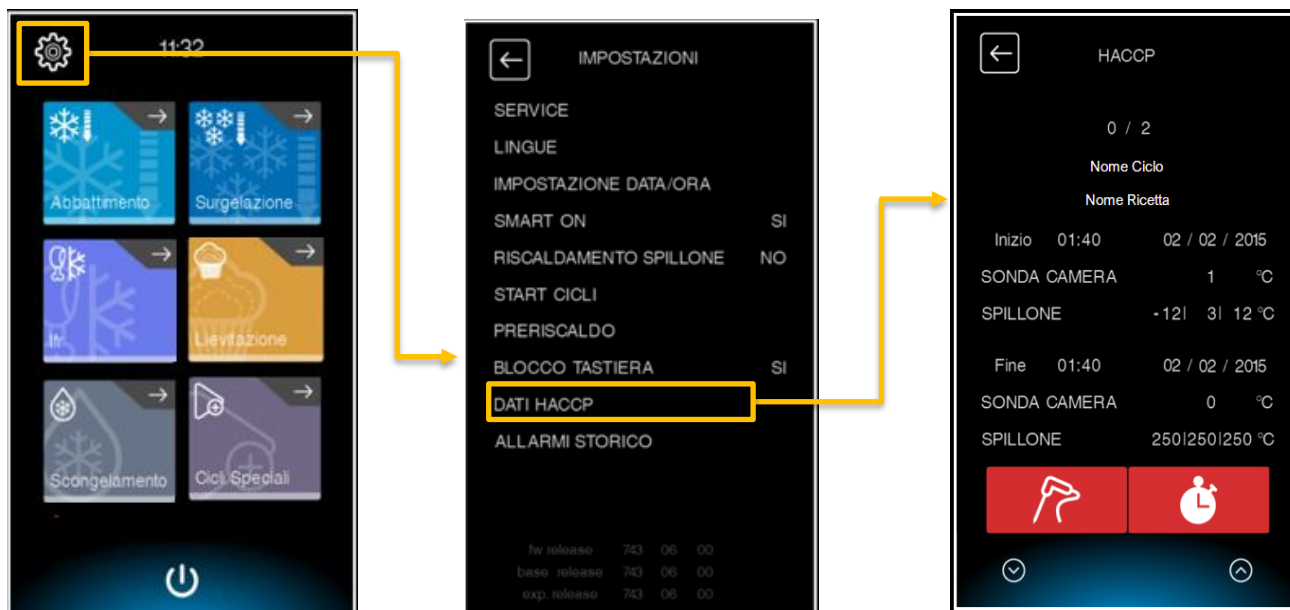 11:32
Abbattimento
Surgelazione
Ifr
Lievitazione
Scongelamento
Cicli Speciali
IMPOSTAZIONI
SERVICE
LINGUE
IMPOSTAZIONE DATA/ORA
SMART ON SI
RISCALDAMENTO SPILLONE NO
START CICLI
PRERISCALDO
BLOCCO TASTIERA SI
DATI HACCP
ALLARMI STORICO
fw release 743 06 00
base release 743 06 00
exp. release 743 06 00
HACCP
0 / 2
Nome Ciclo
Nome Ricetta
Inizio 01:40 02 / 02 / 2015
SONDA CAMERA 1 °C
SPILLONE -12| 3| 12 °C
Fine 01:40 02 / 02 / 2015
SONDA CAMERA 0 °C
SPILLONE 250|250|250 °C